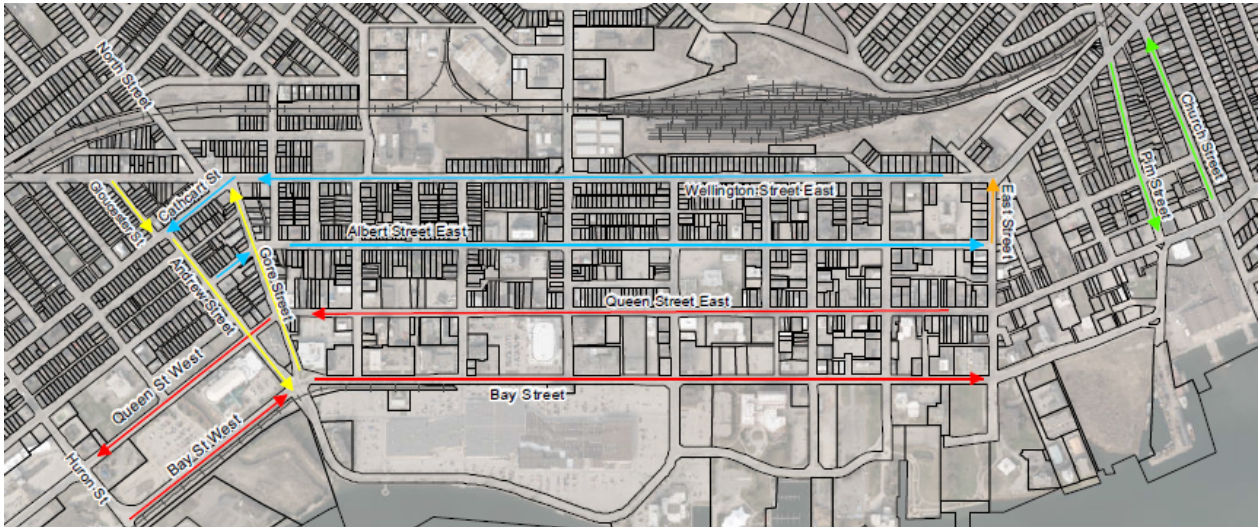 North Street
Church Street
Pim Street
Cathcart St
Gloucester St
Wellington Street East
East Street
Albert Street East
Gore Street
Andrew Street
Queen Street East
Queen St West
Bay Street
Bay St West
Huron St